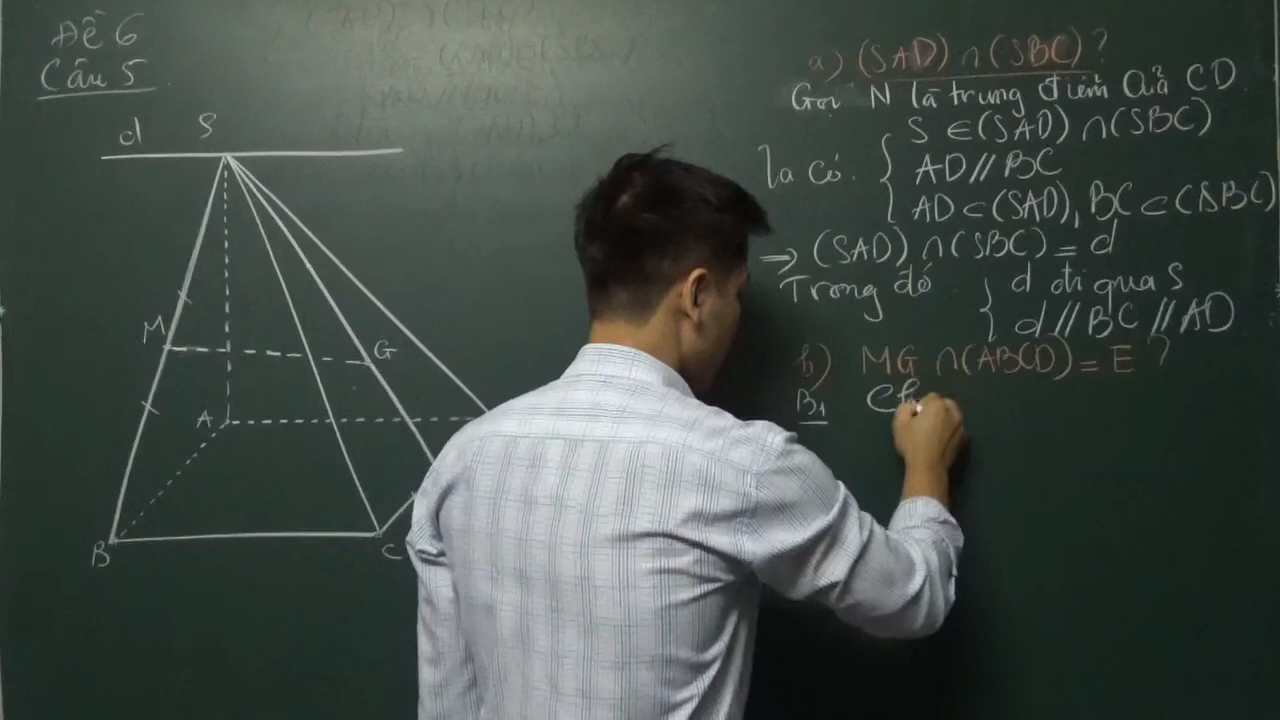 Đề 6
Câu 5
d S
M
G
A
B
C
a) (SAD) ∩ (SBC) ?
Gọi N là trung điểm của CD
Ta có:
S ∈ (SAD) ∩ (SBC)
AD // BC
AD ⊂ (SAD), BC ⊂ (SBC)
⇒ (SAD) ∩ (SBC) = d
Trong đó
d đi qua S
d // BC // AD
b) MG ∩ (ABCD) = E ?
B1 Ch